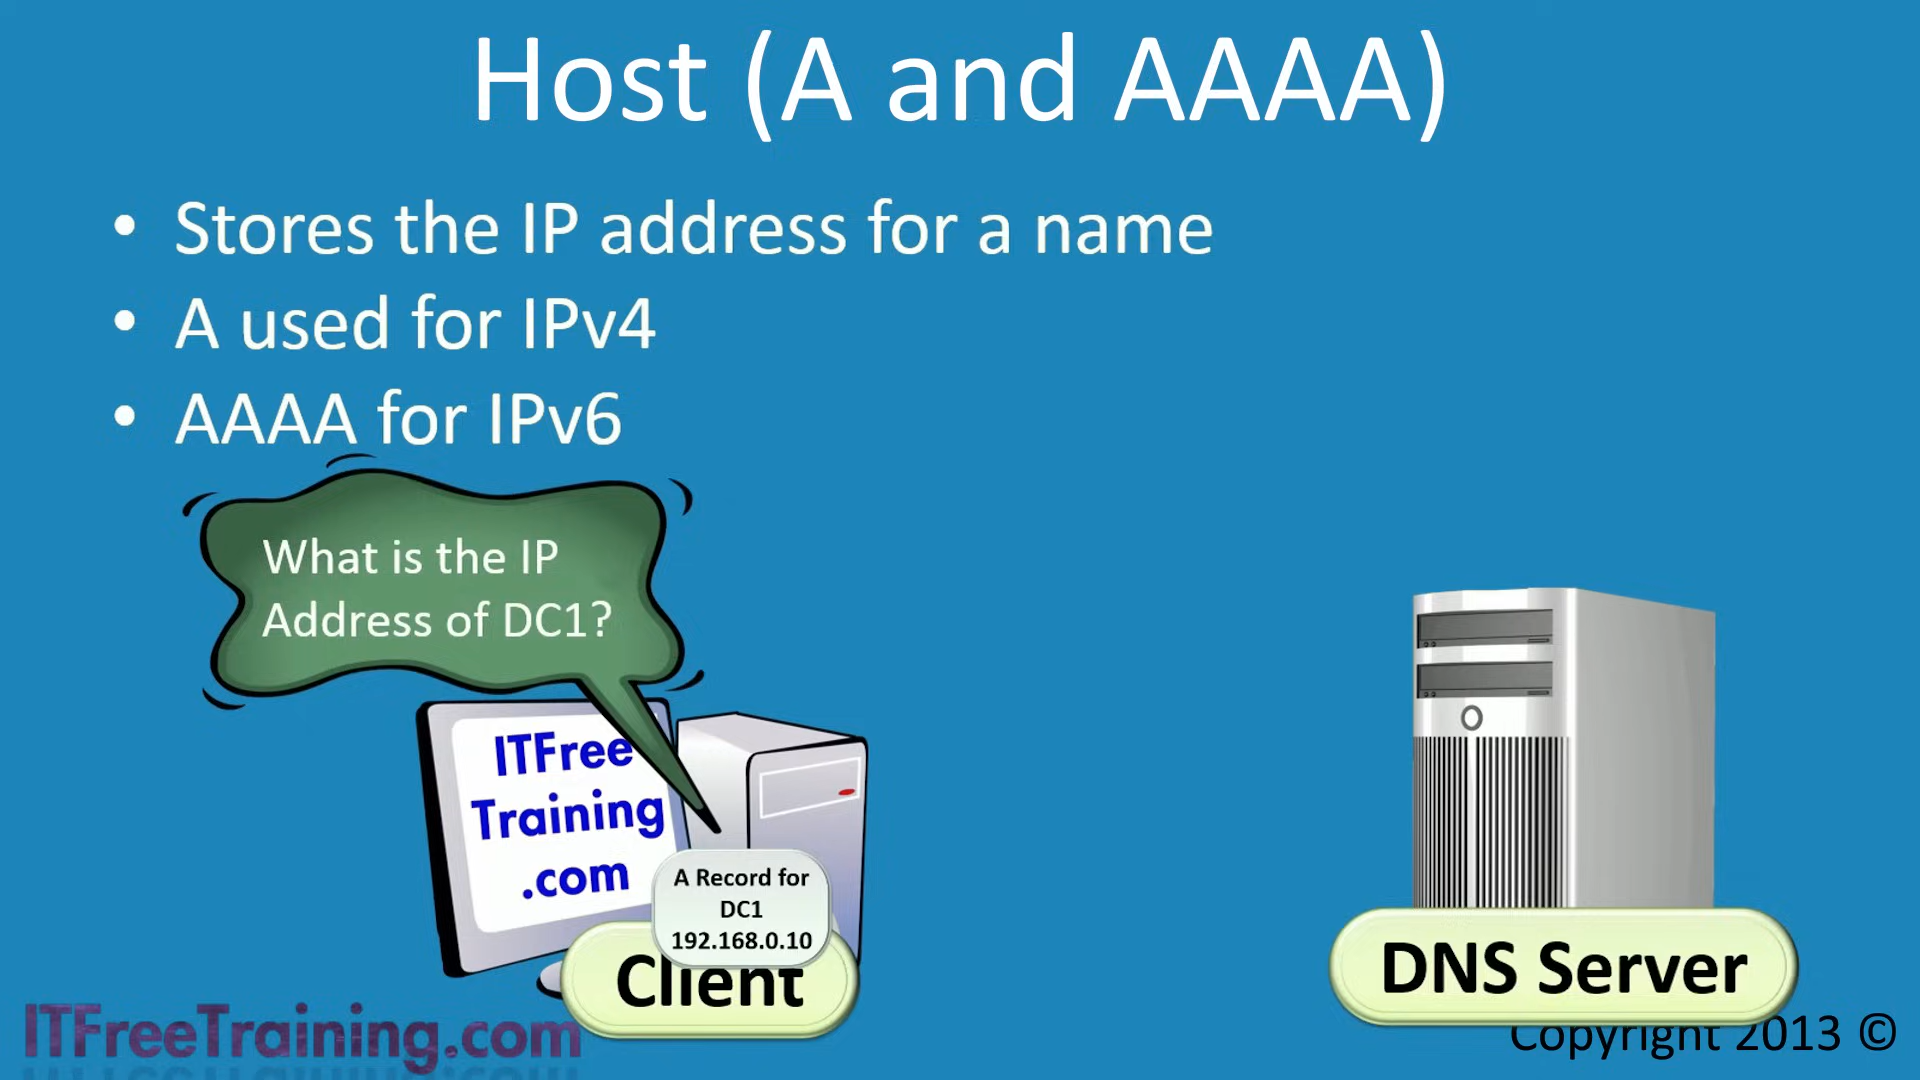 Host (A and AAAA)
• Stores the IP address for a name
• A used for IPv4
• AAAA for IPv6
What is the IP
Address of DC1?
ITFree
Training
.com
A Record for
DC1
192.168.0.10
Client
DNS Server
ITFreeTraining.com
Copyright 2013 ©